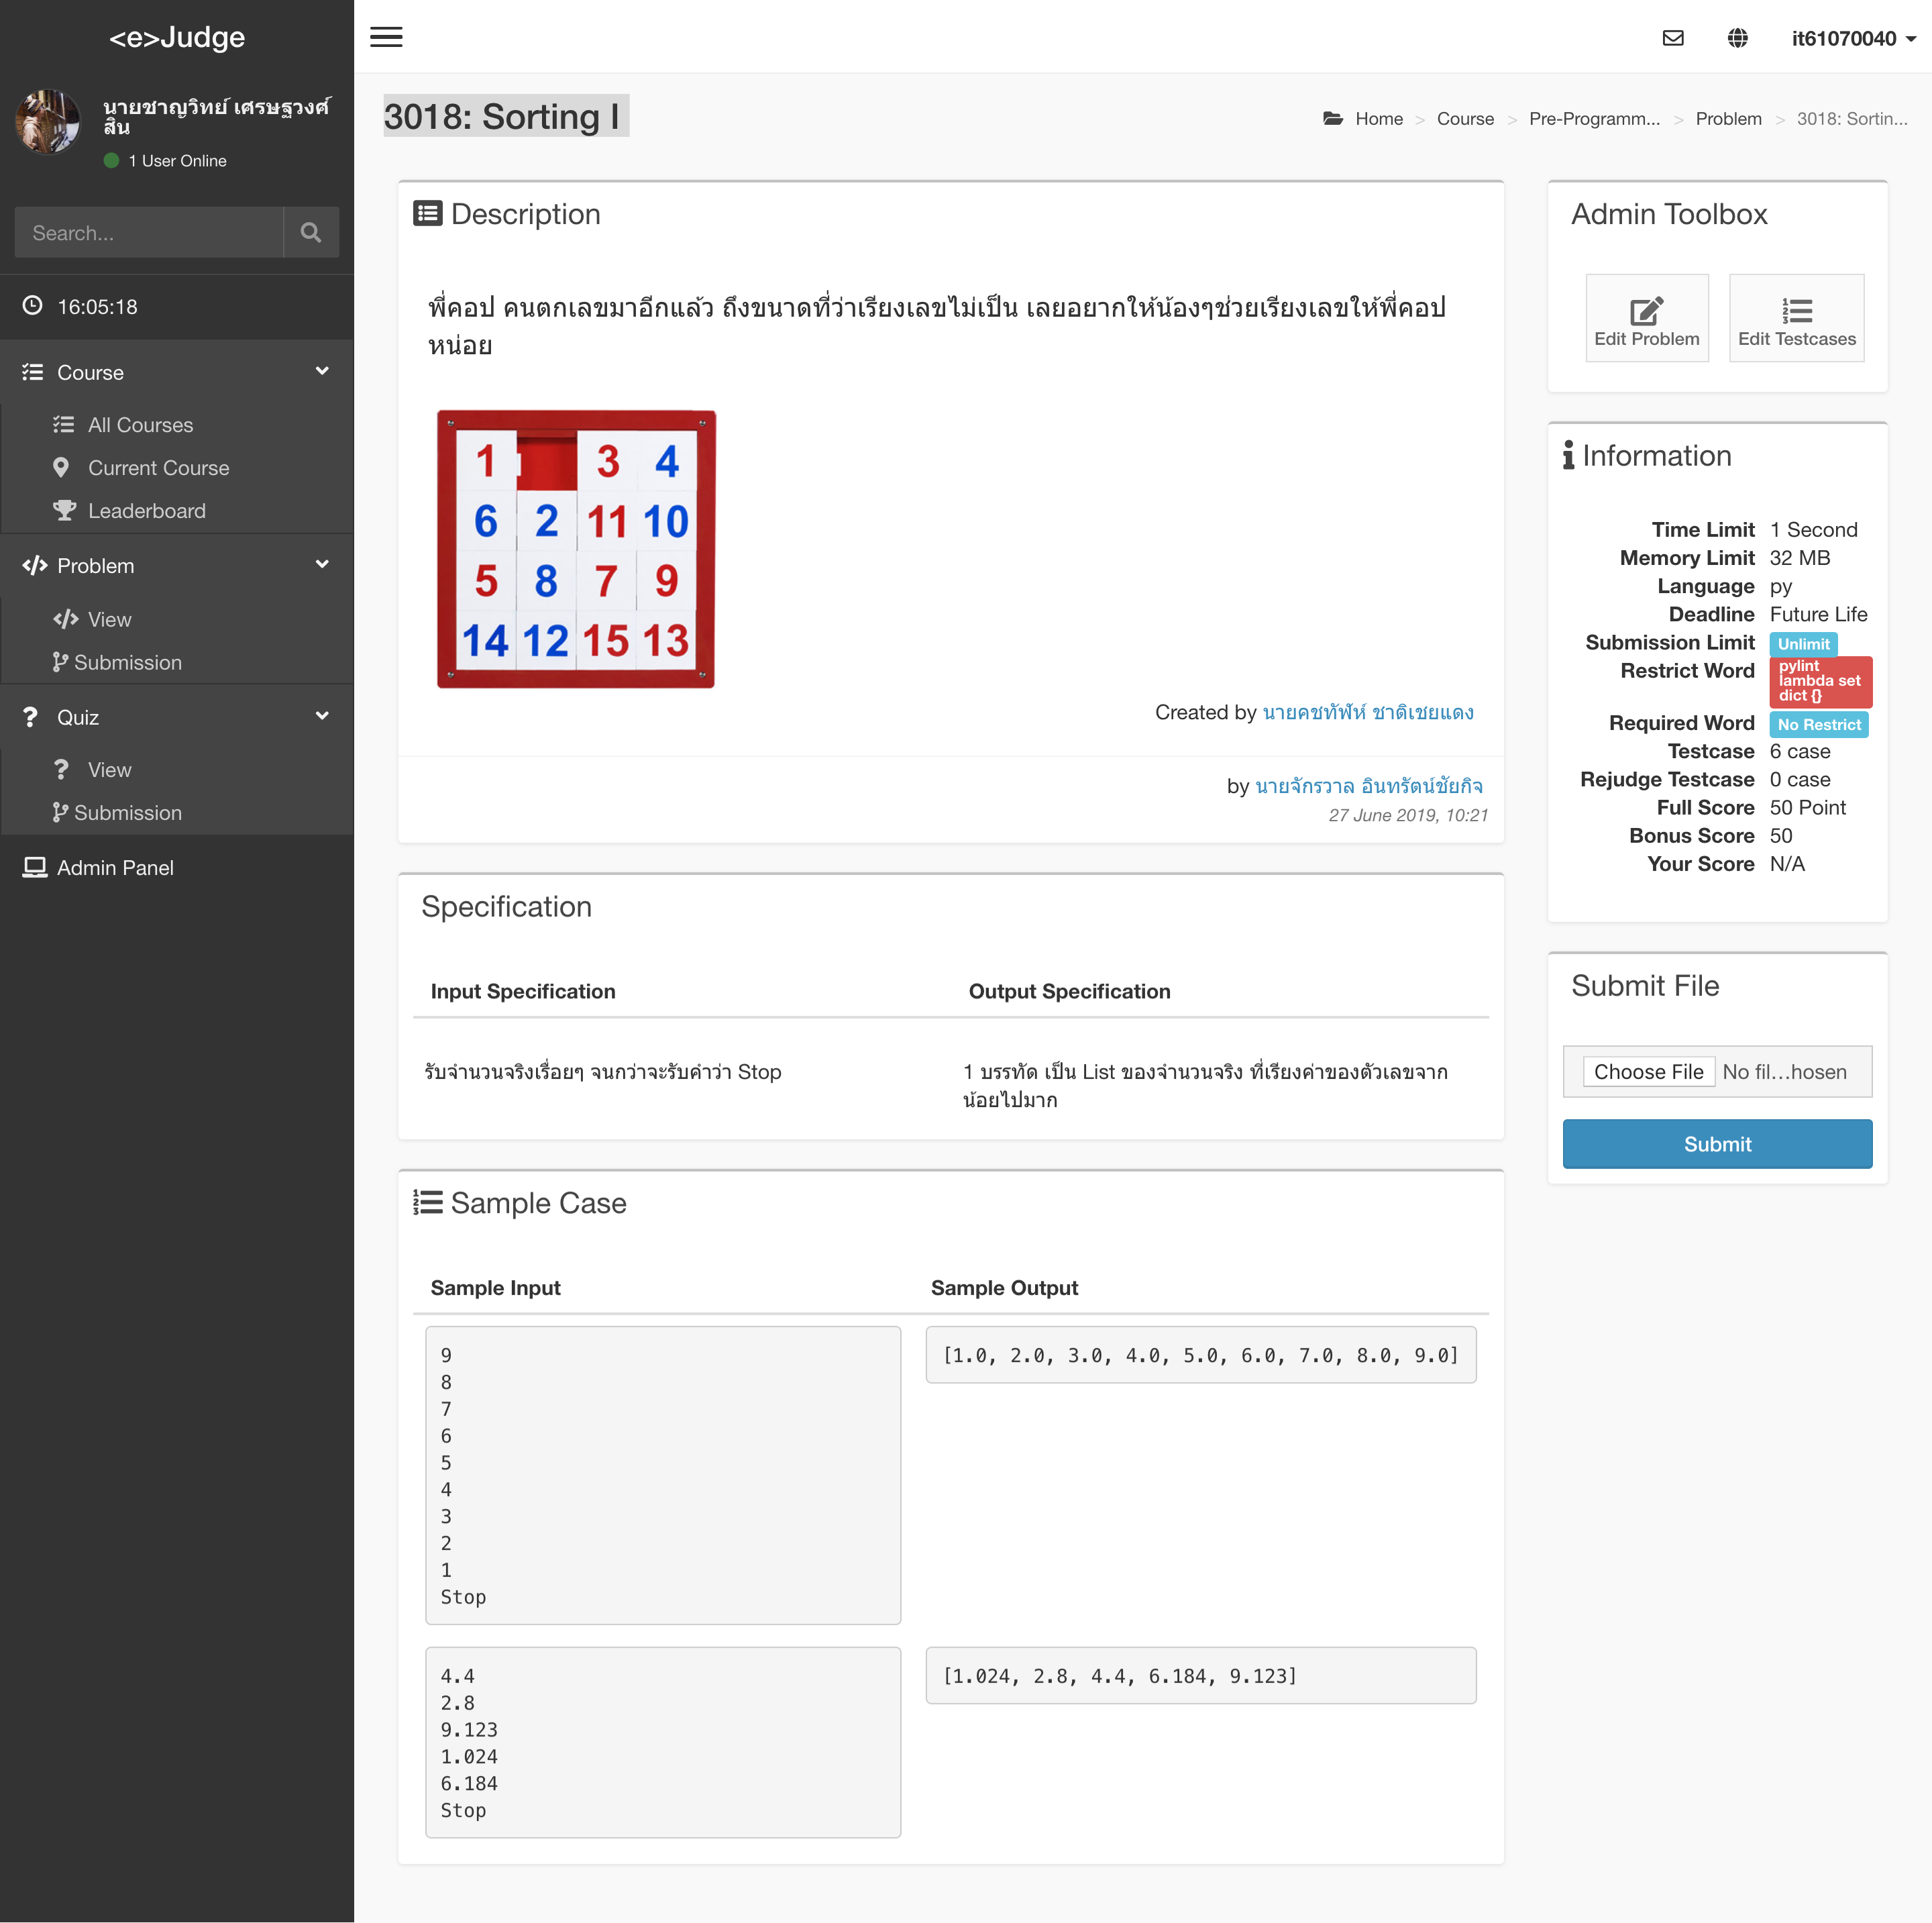 <e>Judge
it61070040
นายชาญวิทย์ เศรษฐวงศ์
สิน
1 User Online
Search...
16:05:18
Course
All Courses
Current Course
Leaderboard
Problem
View
Submission
Quiz
View
Submission
Admin Panel
3018: Sorting I
Home > Course > Pre-Programm... > Problem > 3018: Sortin...
Description
พี่คอป คนตกเลขมาอีกแล้ว ถึงขนาดที่ว่าเรียงเลขไม่เป็น เลยอยากให้น้องๆช่วยเรียงเลขให้พี่คอป
หน่อย
1 3 4
6 2 11 10
5 8 7 9
14 12 15 13
Created by นายคชทัฬห์ ชาติเชยแดง
by นายจักรวาล อินทรัตน์ชัยกิจ
27 June 2019, 10:21
Specification
Input Specification Output Specification
รับจำนวนจริงเรื่อยๆ จนกว่าจะรับคำว่า Stop
1 บรรทัด เป็น List ของจำนวนจริง ที่เรียงค่าของตัวเลขจาก
น้อยไปมาก
Sample Case
Sample Input Sample Output
9
8
7
6
5
4
3
2
1
Stop
[1.0, 2.0, 3.0, 4.0, 5.0, 6.0, 7.0, 8.0, 9.0]
4.4
2.8
9.123
1.024
6.184
Stop
[1.024, 2.8, 4.4, 6.184, 9.123]
Admin Toolbox
Edit Problem Edit Testcases
Information
Time Limit 1 Second
Memory Limit 32 MB
Language py
Deadline Future Life
Submission Limit Unlimit
Restrict Word pylint
lambda set
dict {}
Required Word No Restrict
Testcase 6 case
Rejudge Testcase 0 case
Full Score 50 Point
Bonus Score 50
Your Score N/A
Submit File
Choose File No fil...hosen
Submit